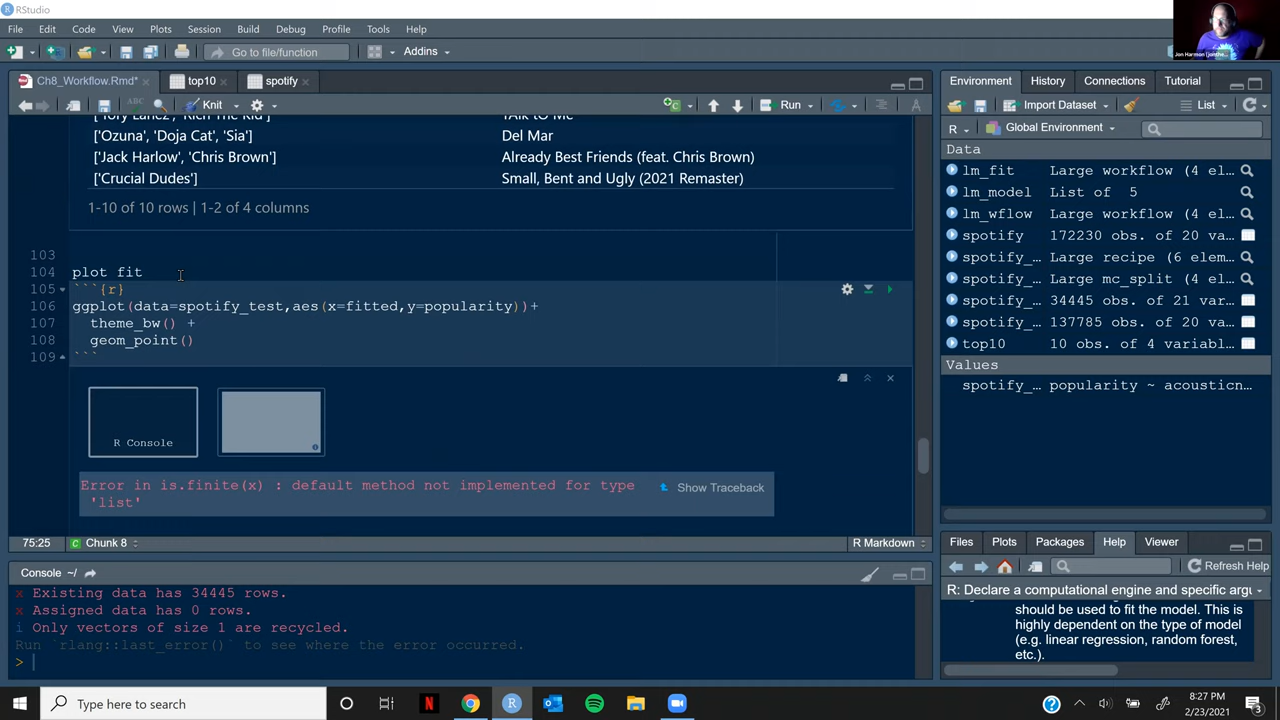 RStudio
File Edit Code View Plots Session Build Debug Profile Tools Help
Go to file/function Addins
Ch8_Workflow.Rmd* top10 spotify
Knit Run
['Ozuna', 'Doja Cat', 'Sia'] Del Mar
['Jack Harlow', 'Chris Brown'] Already Best Friends (feat. Chris Brown)
['Crucial Dudes'] Small, Bent and Ugly (2021 Remaster)
1-10 of 10 rows | 1-2 of 4 columns
103
104 plot fit
105 ```{r}
106 ggplot(data=spotify_test,aes(x=fitted,y=popularity))+
107 theme_bw() +
108 geom_point()
109 ```
R Console
Error in is.finite(x) : default method not implemented for type
'list'
Show Traceback
75:25 Chunk 8 R Markdown
Console ~/
x Existing data has 34445 rows.
x Assigned data has 0 rows.
i Only vectors of size 1 are recycled.
Run `rlang::last_error()` to see where the error occurred.
>
Environment History Connections Tutorial
Import Dataset List
R Global Environment
Data
lm_fit Large workflow (4 el…
lm_model List of 5
lm_wflow Large workflow (4 el…
spotify 172230 obs. of 20 va…
spotify_… Large recipe (6 elem…
spotify_… Large mc_split (4 el…
spotify_… 34445 obs. of 21 var…
spotify_… 137785 obs. of 20 va…
top10 10 obs. of 4 variabl…
Values
spotify_… popularity ~ acousticn…
Files Plots Packages Help Viewer
Refresh Help
R: Declare a computational engine and specific argu
should be used to fit the model. This is
highly dependent on the type of model
(e.g. linear regression, random forest,
etc.).
Type here to search
8:27 PM
2/23/2021